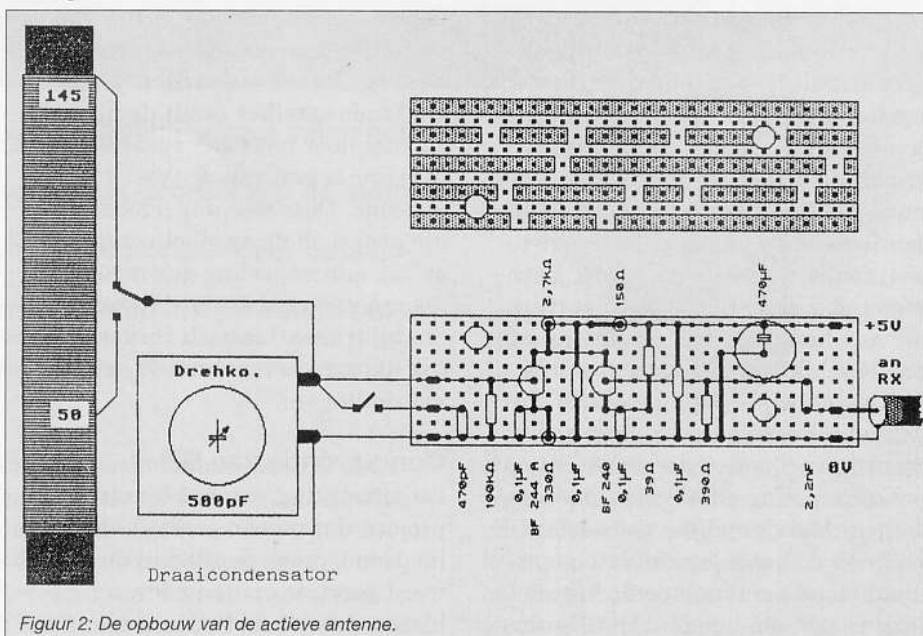 145
50
Drehko.
500pF
Draaicondensator
2,7KΩ
150Ω
470µF
+5V
an
RX
0V
470pF
100KΩ
0,1µF
BF 244 A
330Ω
0,1µF
BF 240
0,1µF
39Ω
0,1µF
390Ω
2,2nF
Figuur 2: De opbouw van de actieve antenne.